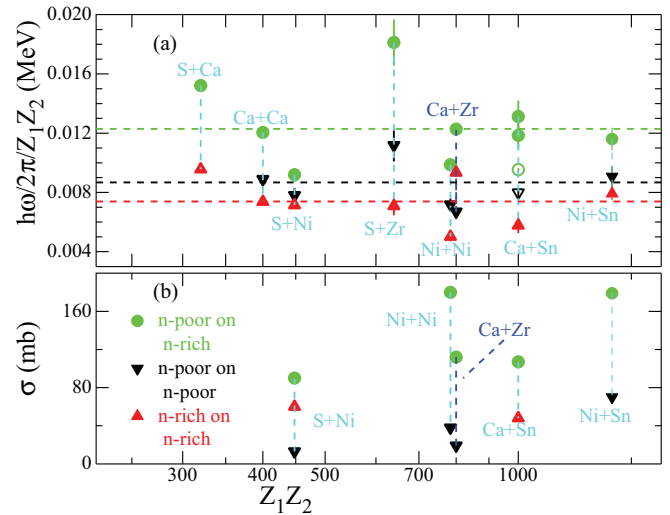 0.020
(a)
0.016
S+Ca
Ca+Ca
Ca+Zr
0.012
0.008
S+Ni
S+Zr
Ni+Ni
Ca+Sn
Ni+Sn
0.004
hω/2π/Z1Z2 (MeV)
(b)
160
n-poor on
n-rich
Ni+Ni
Ca+Zr
n-poor on
n-poor
80
n-rich on
n-rich
S+Ni
Ca+Sn
Ni+Sn
0
σ (mb)
300 400 500 700 1000
Z1Z2